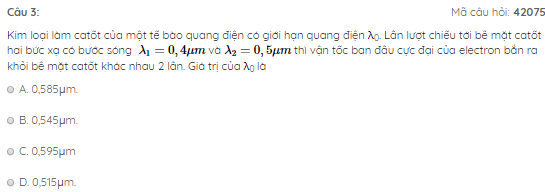 Câu 3:
Mã câu hỏi: 42075
Kim loại làm catốt của một tế bào quang điện có giới hạn quang điện λ₀. Lần lượt chiếu tới bề mặt catốt
hai bức xạ có bước sóng λ₁ = 0, 4μm và λ₂ = 0, 5μm thì vận tốc ban đầu cực đại của electron bắn ra
khỏi bề mặt catốt khác nhau 2 lần. Giá trị của λ₀ là
A. 0,585μm.
B. 0,545μm.
C. 0,595μm
D. 0,515μm.